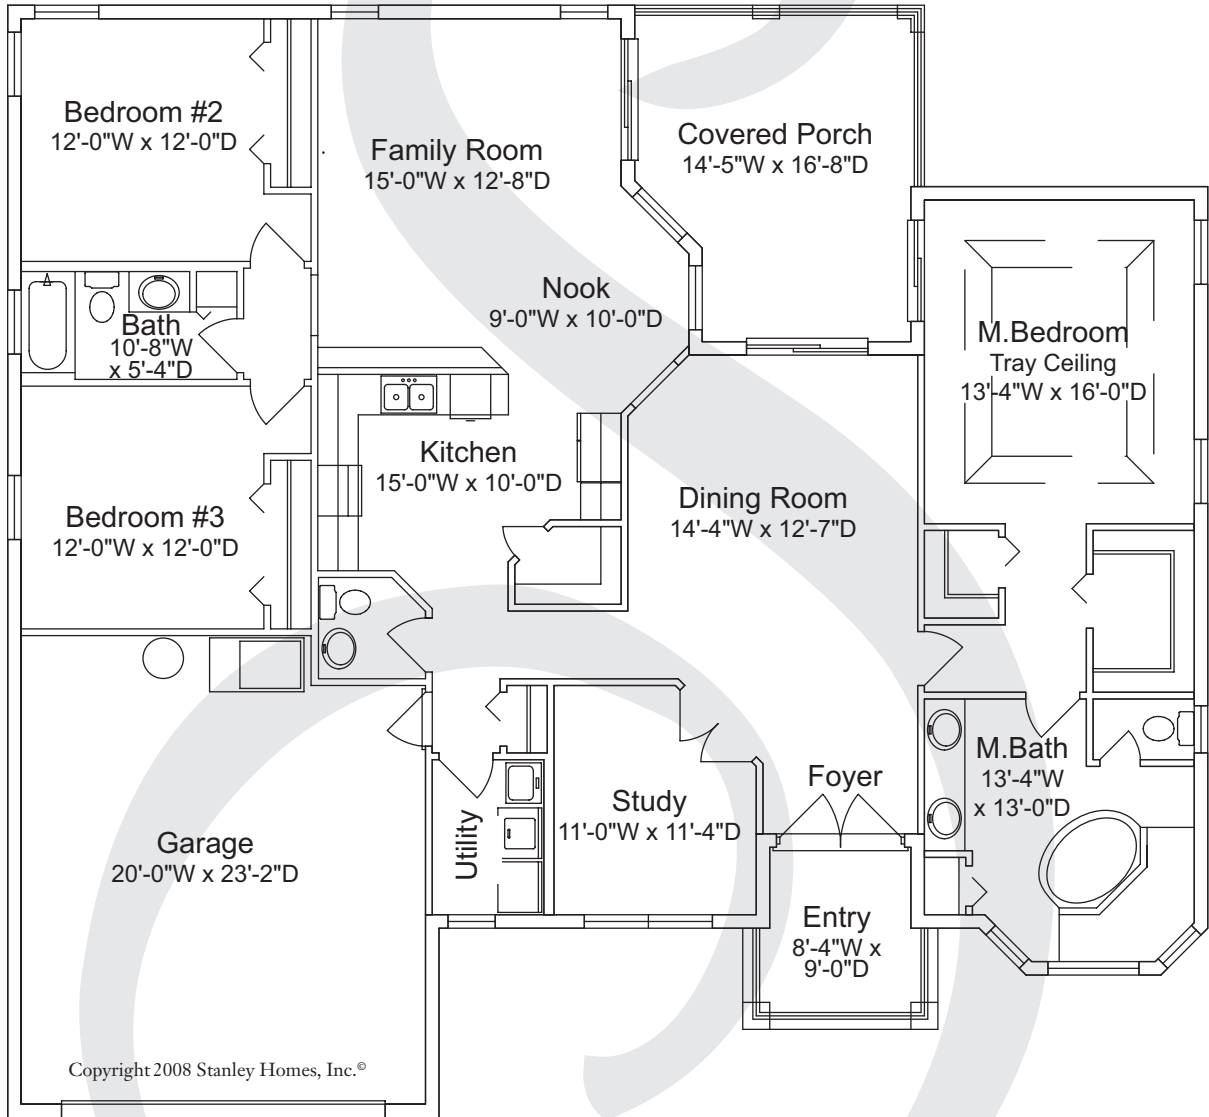 Bedroom #2
12'-0"W x 12'-0"D
Family Room
15'-0"W x 12'-8"D
Covered Porch
14'-5"W x 16'-8"D
Nook
9'-0"W x 10'-0"D
Bath
10'-8"W
x 5'-4"D
M.Bedroom
Tray Ceiling
13'-4"W x 16'-0"D
Kitchen
15'-0"W x 10'-0"D
Dining Room
14'-4"W x 12'-7"D
Bedroom #3
12'-0"W x 12'-0"D
M.Bath
13'-4"W
x 13'-0"D
Foyer
Study
11'-0"W x 11'-4"D
Utility
Garage
20'-0"W x 23'-2"D
Entry
8'-4"W x
9'-0"D
Copyright 2008 Stanley Homes, Inc.©